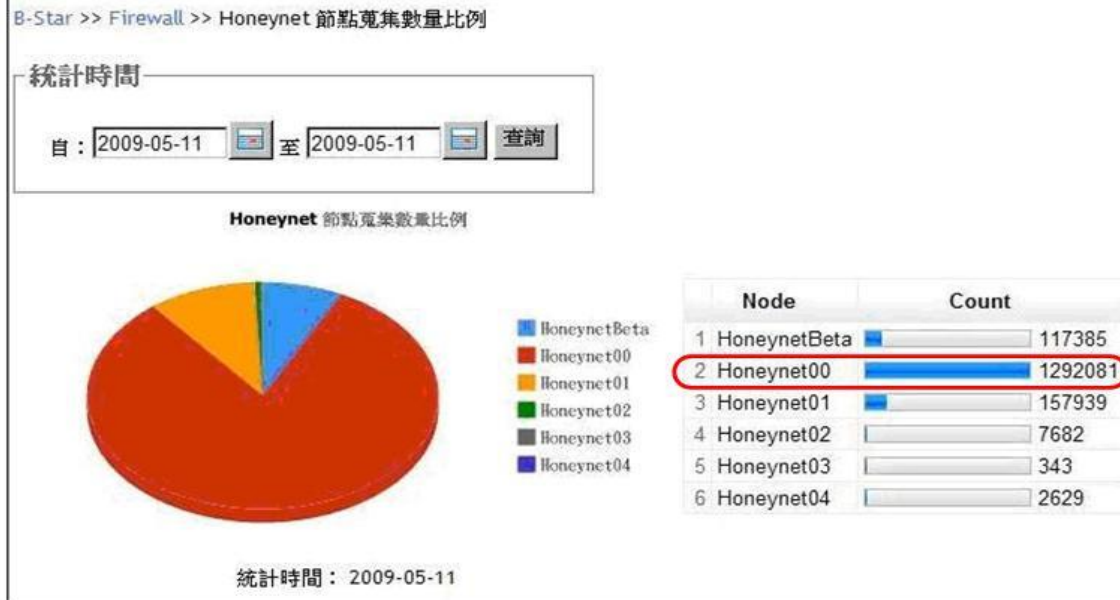 B-Star >> Firewall >> Honeynet 節點蒐集數量比例
統計時間
自：2009-05-11 至 2009-05-11 查詢
Honeynet 節點蒐集數量比例
HoneynetBeta
Honeynet00
Honeynet01
Honeynet02
Honeynet03
Honeynet04
Node Count
1 HoneynetBeta 117385
2 Honeynet00 1292081
3 Honeynet01 157939
4 Honeynet02 7682
5 Honeynet03 343
6 Honeynet04 2629
統計時間： 2009-05-11